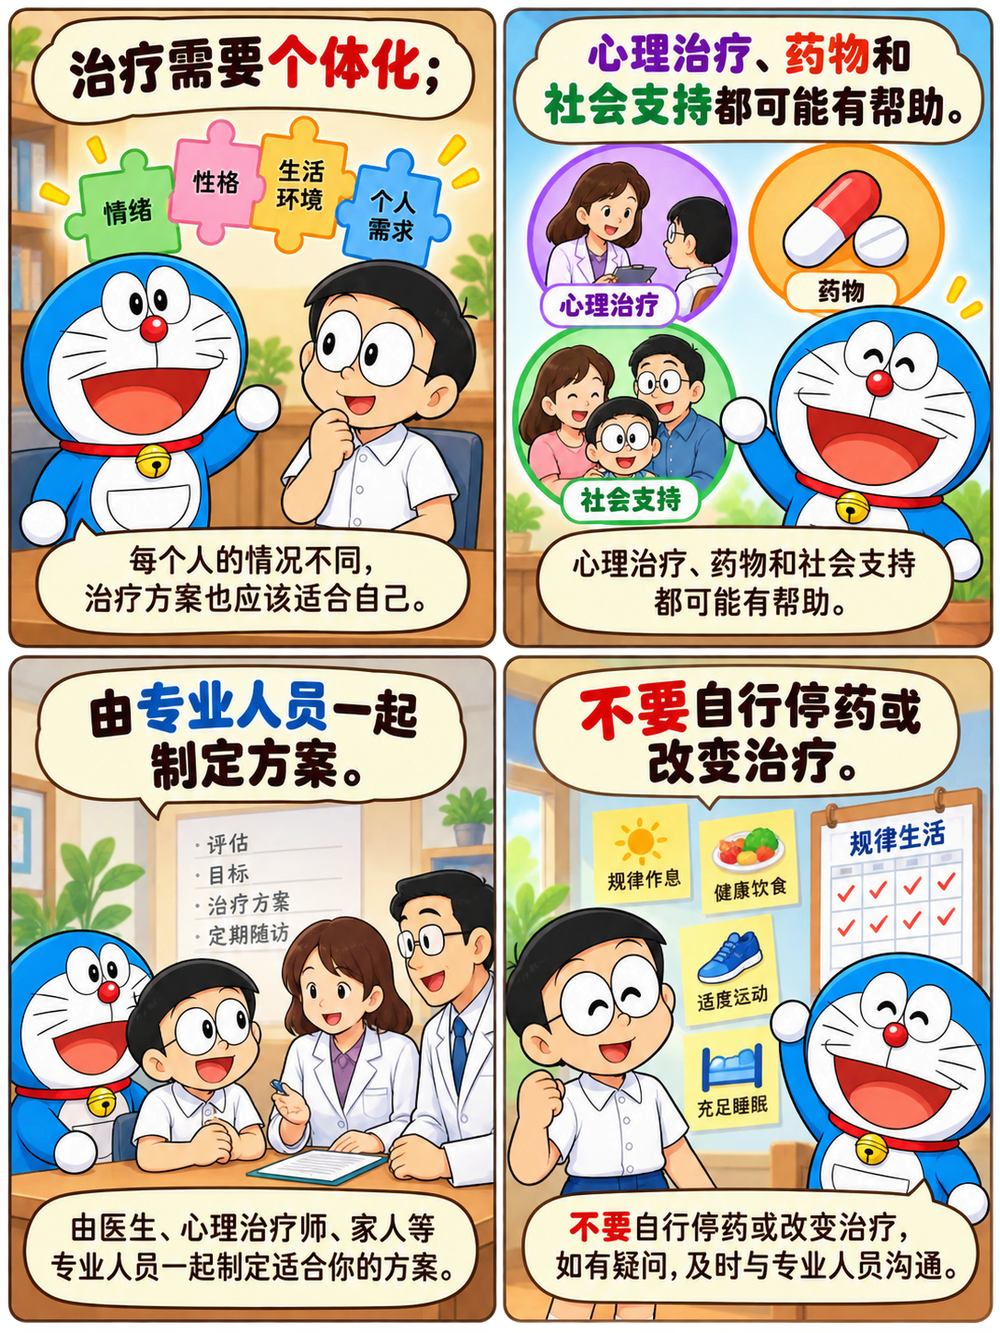 治疗需要个体化；
情绪
性格
生活
环境
个人
需求
每个人的情况不同，
治疗方案也应该适合自己。
心理治疗、药物和
社会支持都可能有帮助。
心理治疗
药物
社会支持
心理治疗、药物和社会支持
都可能有帮助。
由专业人员一起
制定方案。
·评估
·目标
·治疗方案
·定期随访
由医生、心理治疗师、家人等
专业人员一起制定适合你的方案。
不要自行停药或
改变治疗。
规律作息
健康饮食
适度运动
充足睡眠
规律生活
不要自行停药或改变治疗，
如有疑问，及时与专业人员沟通。